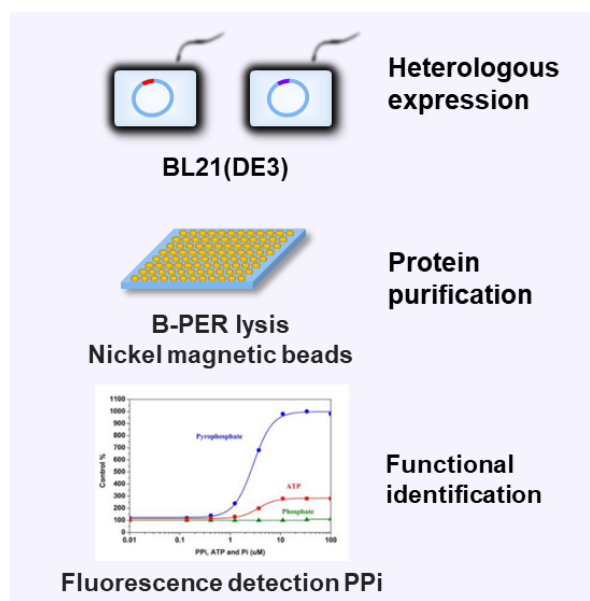 Heterologous
expression
BL21(DE3)
Protein
purification
B-PER lysis
Nickel magnetic beads
1100
1000
900
800
700
600
500
400
300
200
100
0
Control %
Pyrophosphate
ATP
Phosphate
0.01
0.1
1
10
100
PPi, ATP and Pi (uM)
Functional
identification
Fluorescence detection PPi